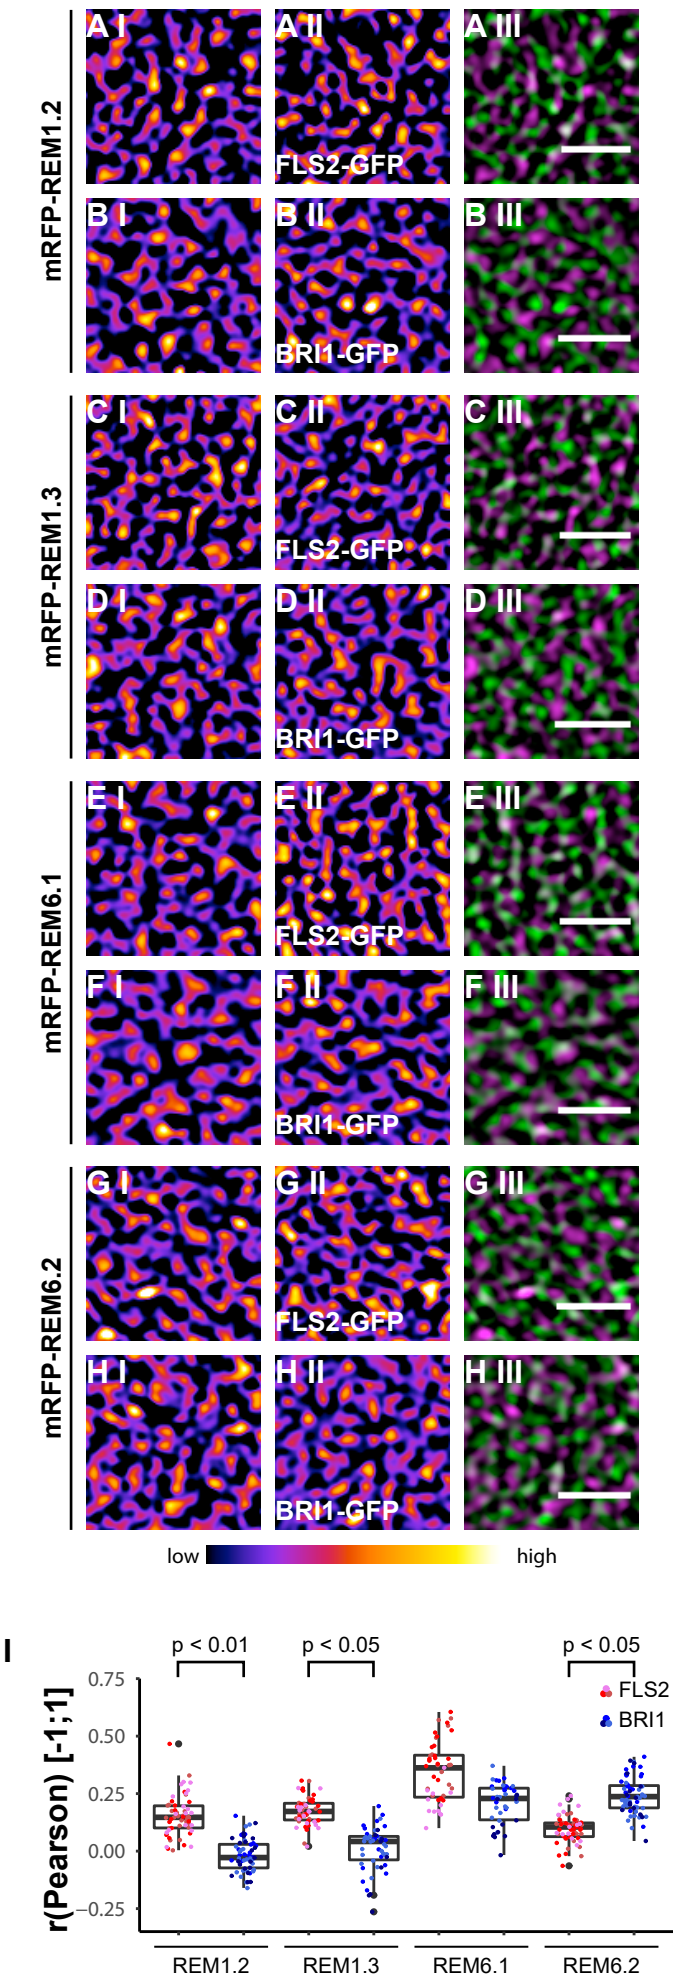 mRFP-REM1.2
A I
A II
FLS2-GFP
A III
B I
B II
BRI1-GFP
B III
mRFP-REM1.3
C I
C II
FLS2-GFP
C III
D I
D II
BRI1-GFP
D III
mRFP-REM6.1
E I
E II
FLS2-GFP
E III
F I
F II
BRI1-GFP
F III
mRFP-REM6.2
G I
G II
FLS2-GFP
G III
H I
H II
BRI1-GFP
H III
low
high
I
p < 0.01
p < 0.05
p < 0.05
FLS2
BRI1
r(Pearson) [-1;1]
0.75
0.50
0.25
0.00
−0.25
REM1.2
REM1.3
REM6.1
REM6.2